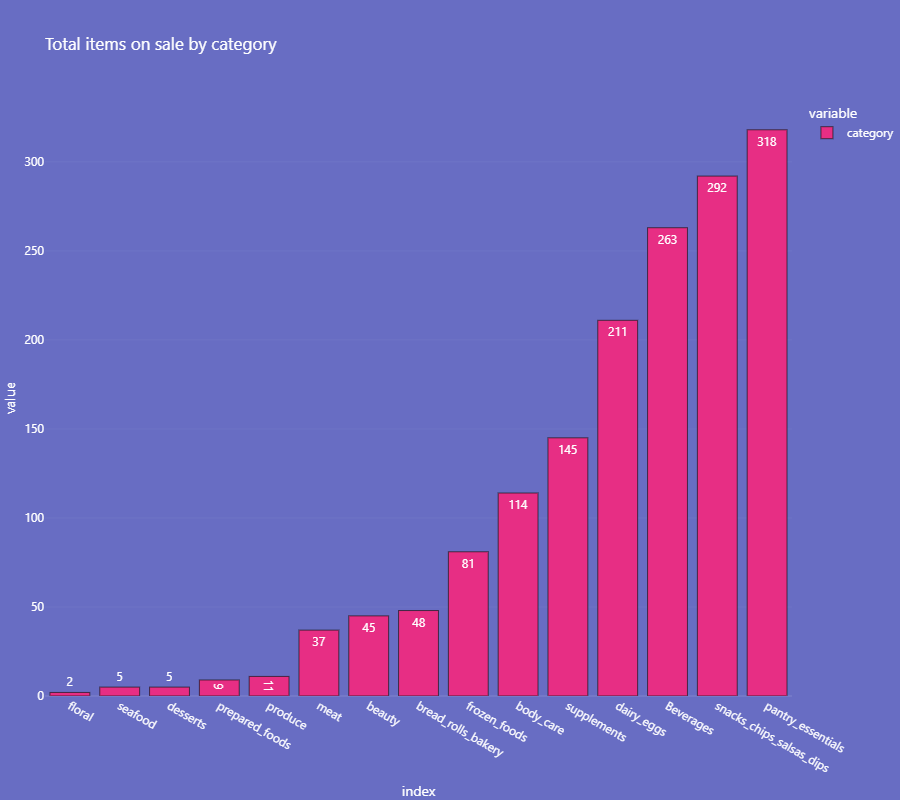 Total items on sale by category
variable
category
value
300
250
200
150
100
50
0
2
5
5
9
11
37
45
48
81
114
145
211
263
292
318
floral
seafood
desserts
prepared_foods
produce
meat
beauty
bread_rolls_bakery
frozen_foods
body_care
supplements
dairy_eggs
Beverages
snacks_chips_salsas_dips
pantry_essentials
index